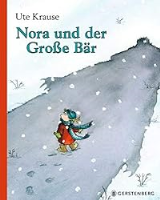 Ute Krause
Nora und der
Große Bär
GERSTENBERG